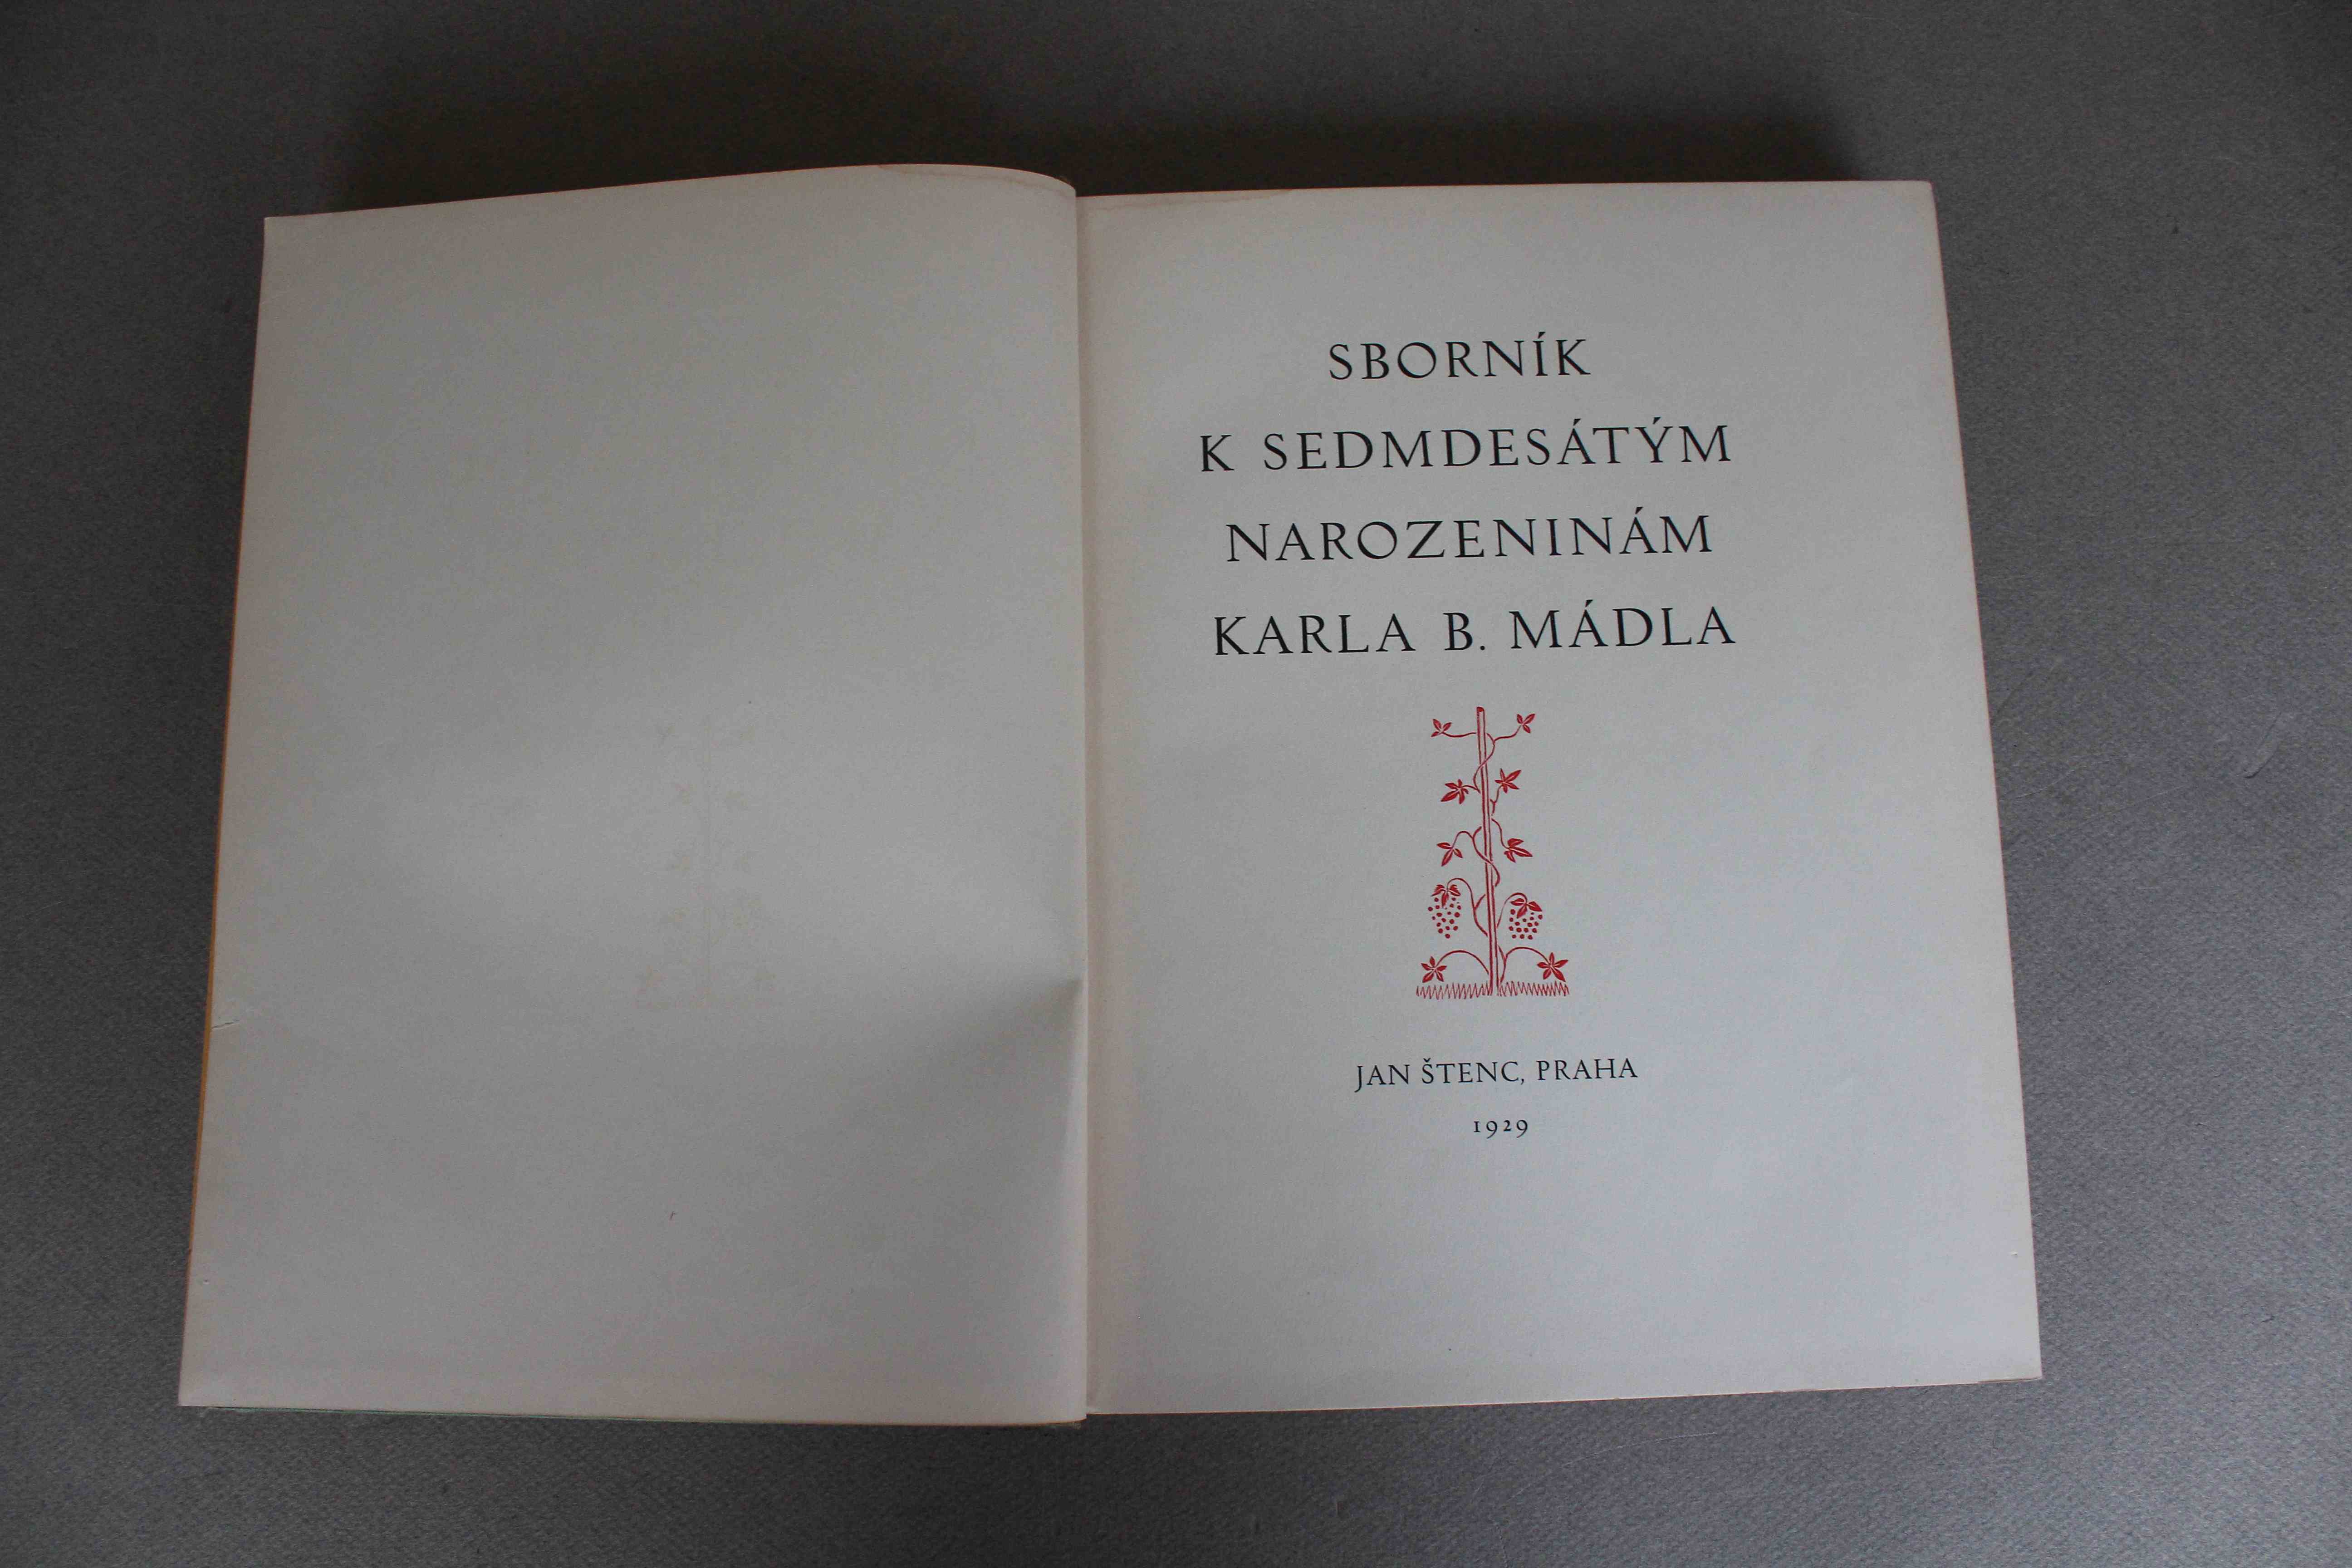 SBORNÍK
K SEDMDESÁTÝM
NAROZENINÁM
KARLA B. MÁDLA
JAN ŠTENC, PRAHA
1929